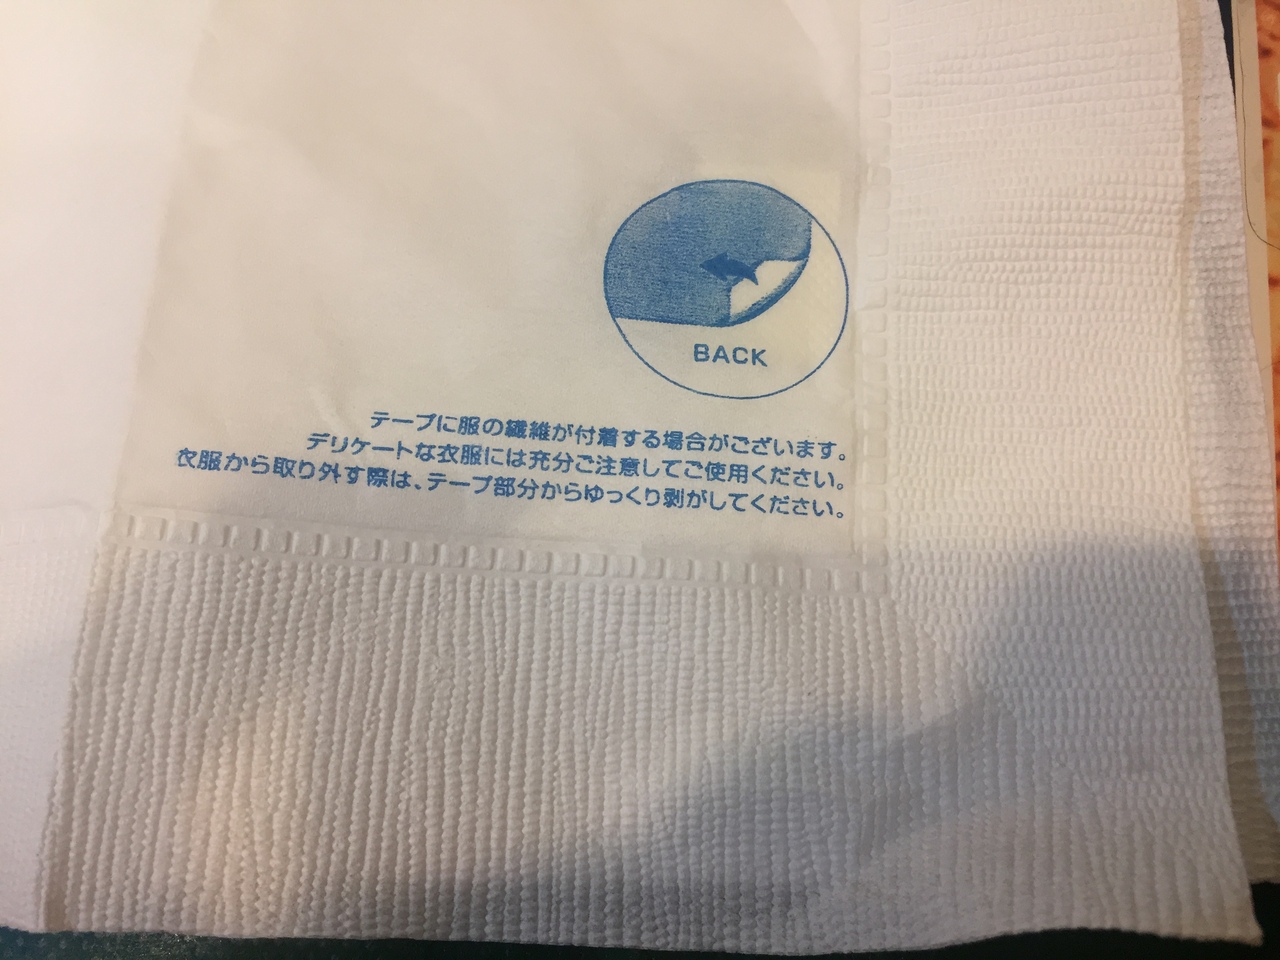 BACK
テープに服の繊維が付着する場合がございます。
デリケートな衣服には充分ご注意してご使用ください。
衣服から取り外す際は、テープ部分からゆっくり剥がしてください。